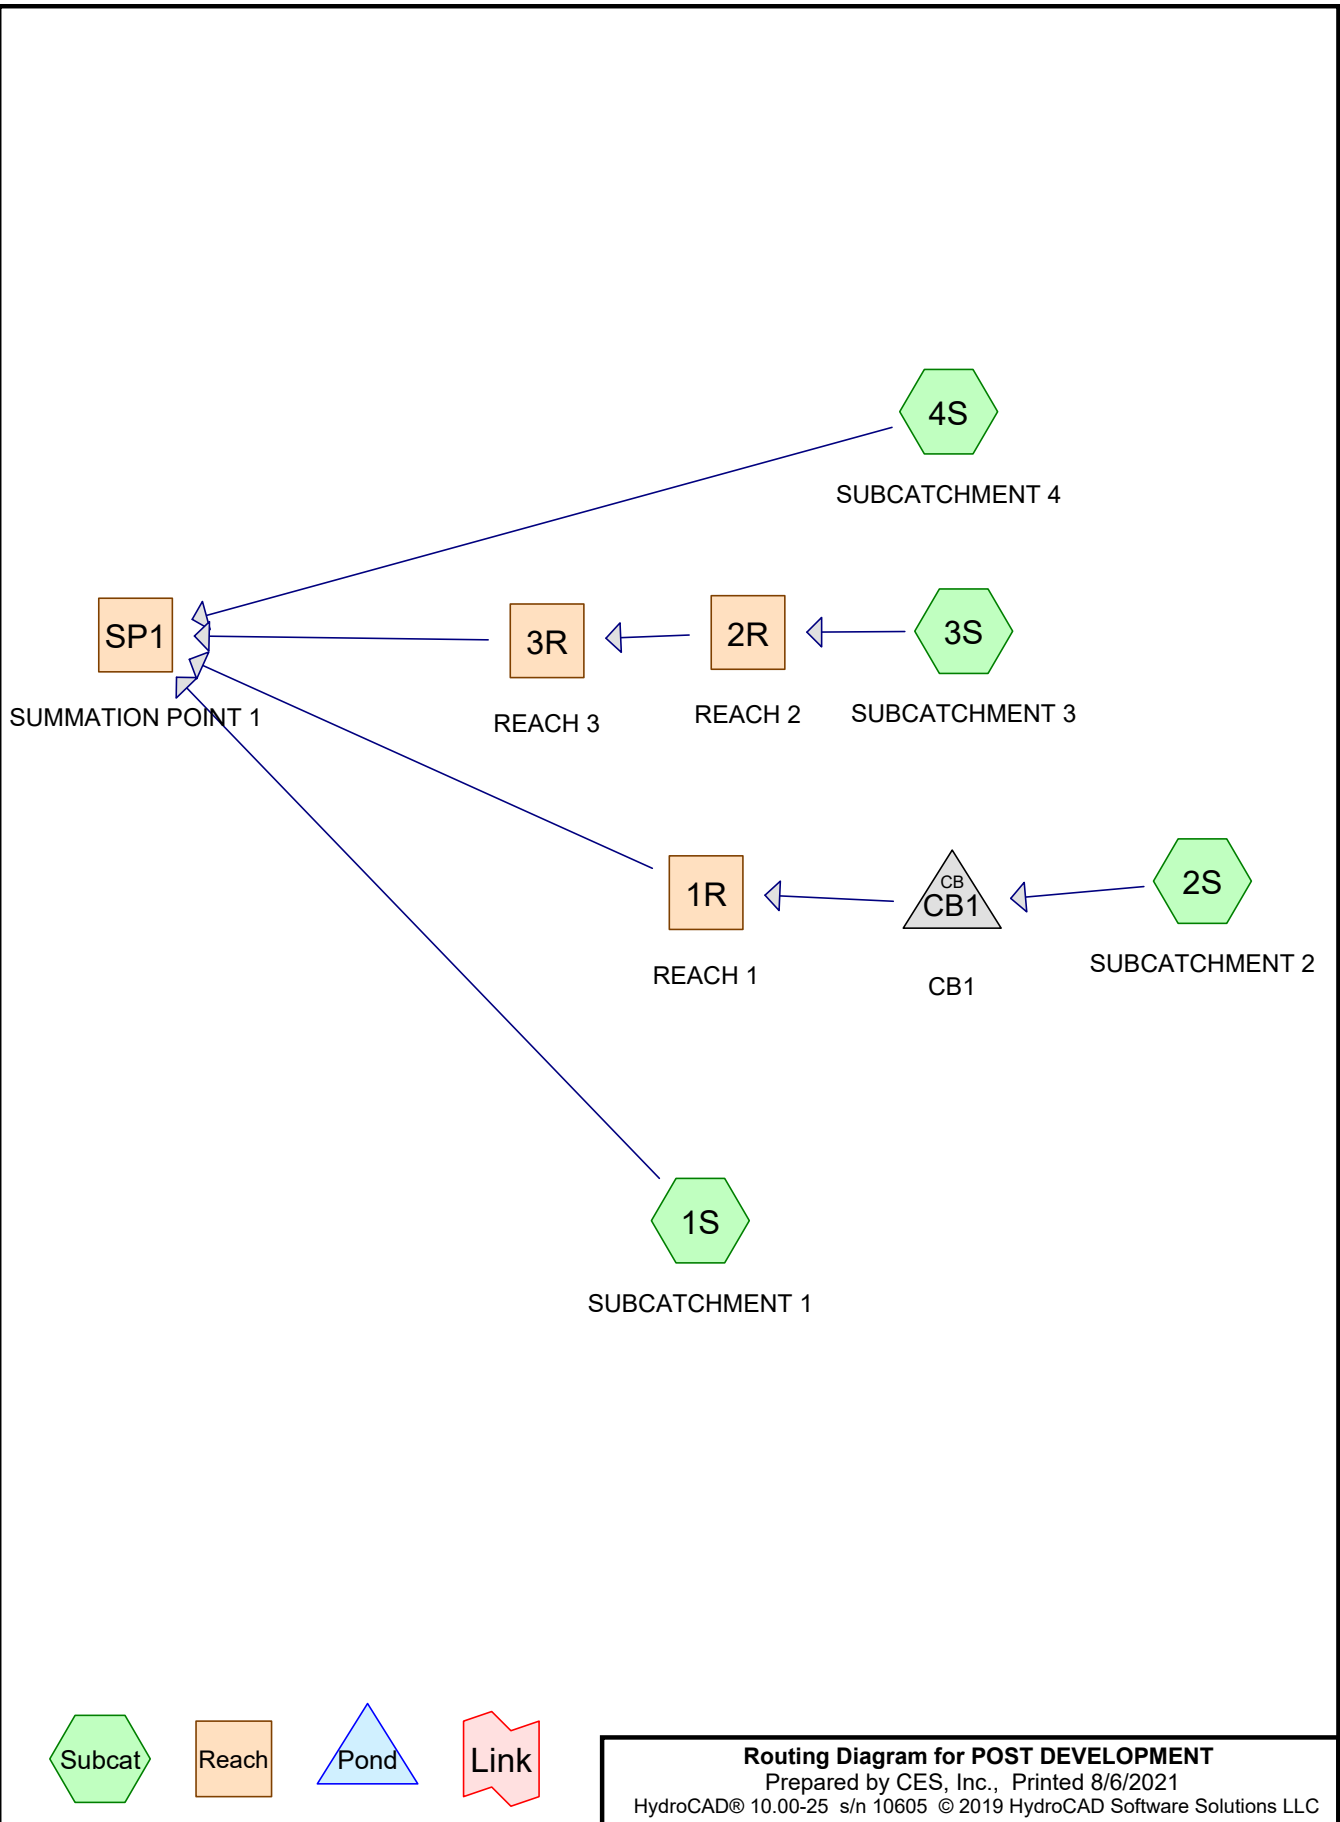 4S
SUBCATCHMENT 4
SP1
SUMMATION POINT 1
3R
REACH 3
2R
REACH 2
3S
SUBCATCHMENT 3
1R
REACH 1
CB
CB1
CB1
2S
SUBCATCHMENT 2
1S
SUBCATCHMENT 1
Subcat
Reach
Pond
Link
Routing Diagram for POST DEVELOPMENT
Prepared by CES, Inc., Printed 8/6/2021
HydroCAD® 10.00-25 s/n 10605 © 2019 HydroCAD Software Solutions LLC